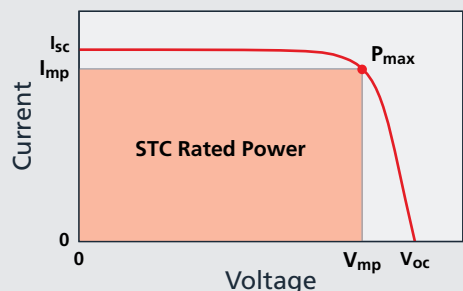 Isc
Imp
Pmax
Current
STC Rated Power
0
0
Vmp
Voc
Voltage